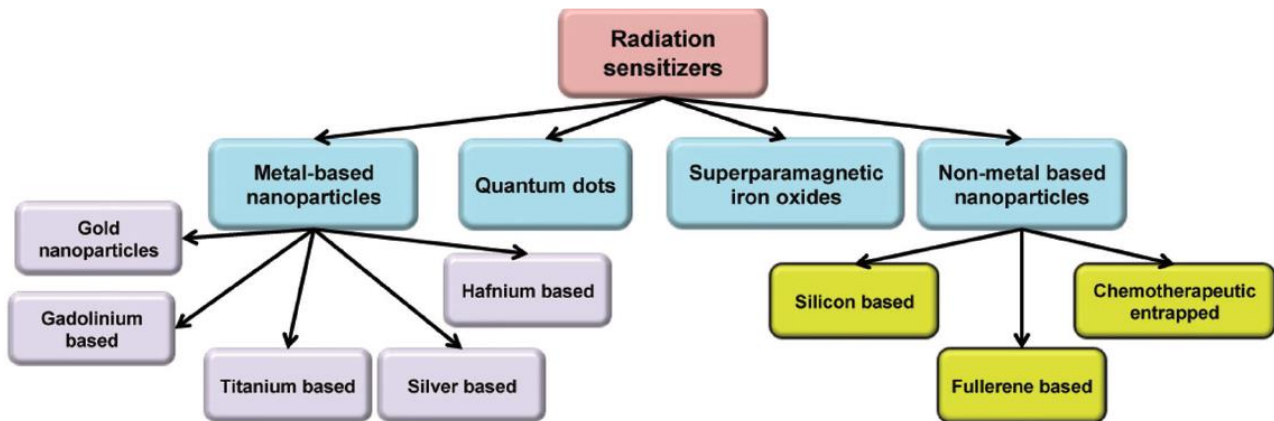 Radiation
sensitizers
Metal-based
nanoparticles
Quantum dots
Superparamagnetic
iron oxides
Non-metal based
nanoparticles
Gold
nanoparticles
Gadolinium
based
Titanium based
Silver based
Hafnium based
Silicon based
Fullerene based
Chemotherapeutic
entrapped